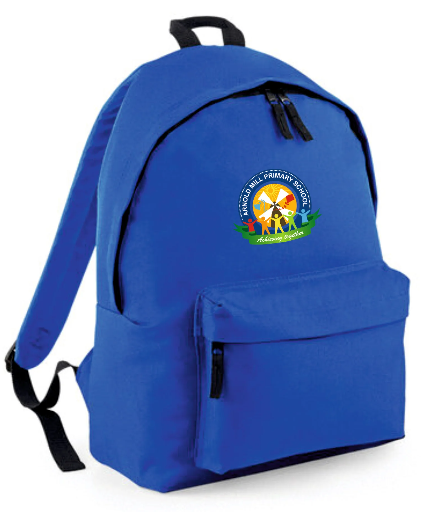 ARNOLD MILL PRIMARY SCHOOL
Achieving together